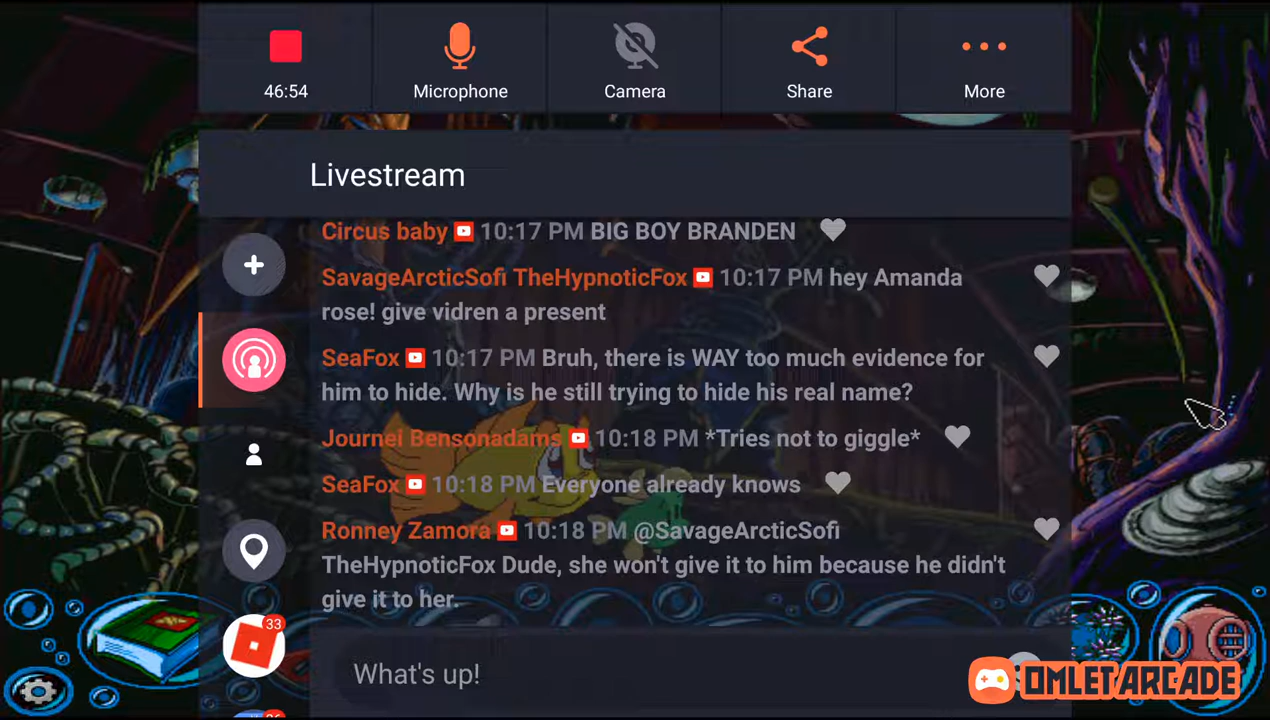 46:54
Microphone
Camera
Share
More
Livestream
Circus baby 10:17 PM BIG BOY BRANDEN
SavageArcticSofi TheHypnoticFox 10:17 PM hey Amanda
rose! give vidren a present
SeaFox 10:17 PM Bruh, there is WAY too much evidence for
him to hide. Why is he still trying to hide his real name?
Journei Bensonadams 10:18 PM *Tries not to giggle*
SeaFox 10:18 PM Everyone already knows
Ronney Zamora 10:18 PM @SavageArcticSofi
TheHypnoticFox Dude, she won't give it to him because he didn't
give it to her.
33
What's up!
OMLET ARCADE